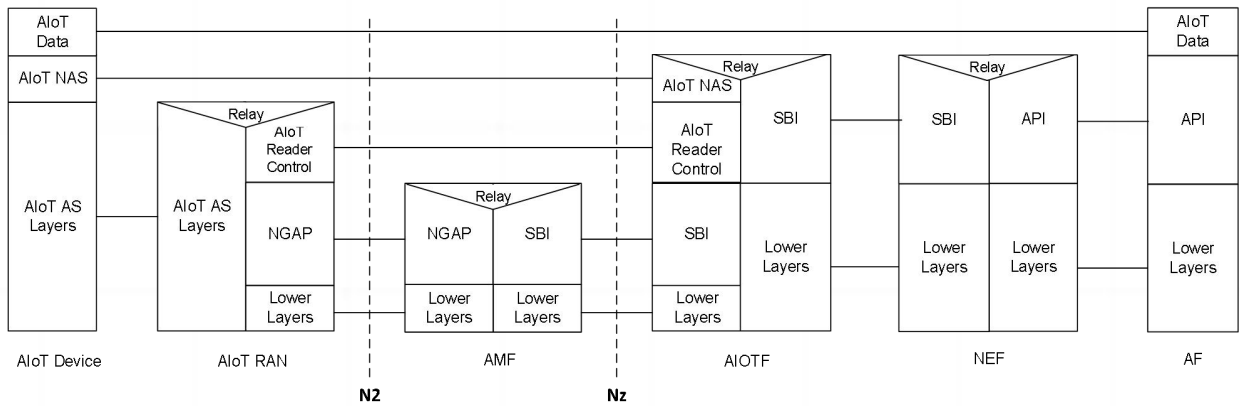 AIoT
Data
AIoT NAS
AIoT AS
Layers
AIoT Device
Relay
AIoT AS
Layers
AIoT
Reader
Control
NGAP
Lower
Layers
AIoT RAN
N2
Relay
NGAP
SBI
Lower
Layers
Lower
Layers
AMF
Nz
Relay
AIoT NAS
AIoT
Reader
Control
SBI
Lower
Layers
SBI
Lower
Layers
AIOTF
Relay
SBI
API
Lower
Layers
Lower
Layers
NEF
AIoT
Data
API
Lower
Layers
AF